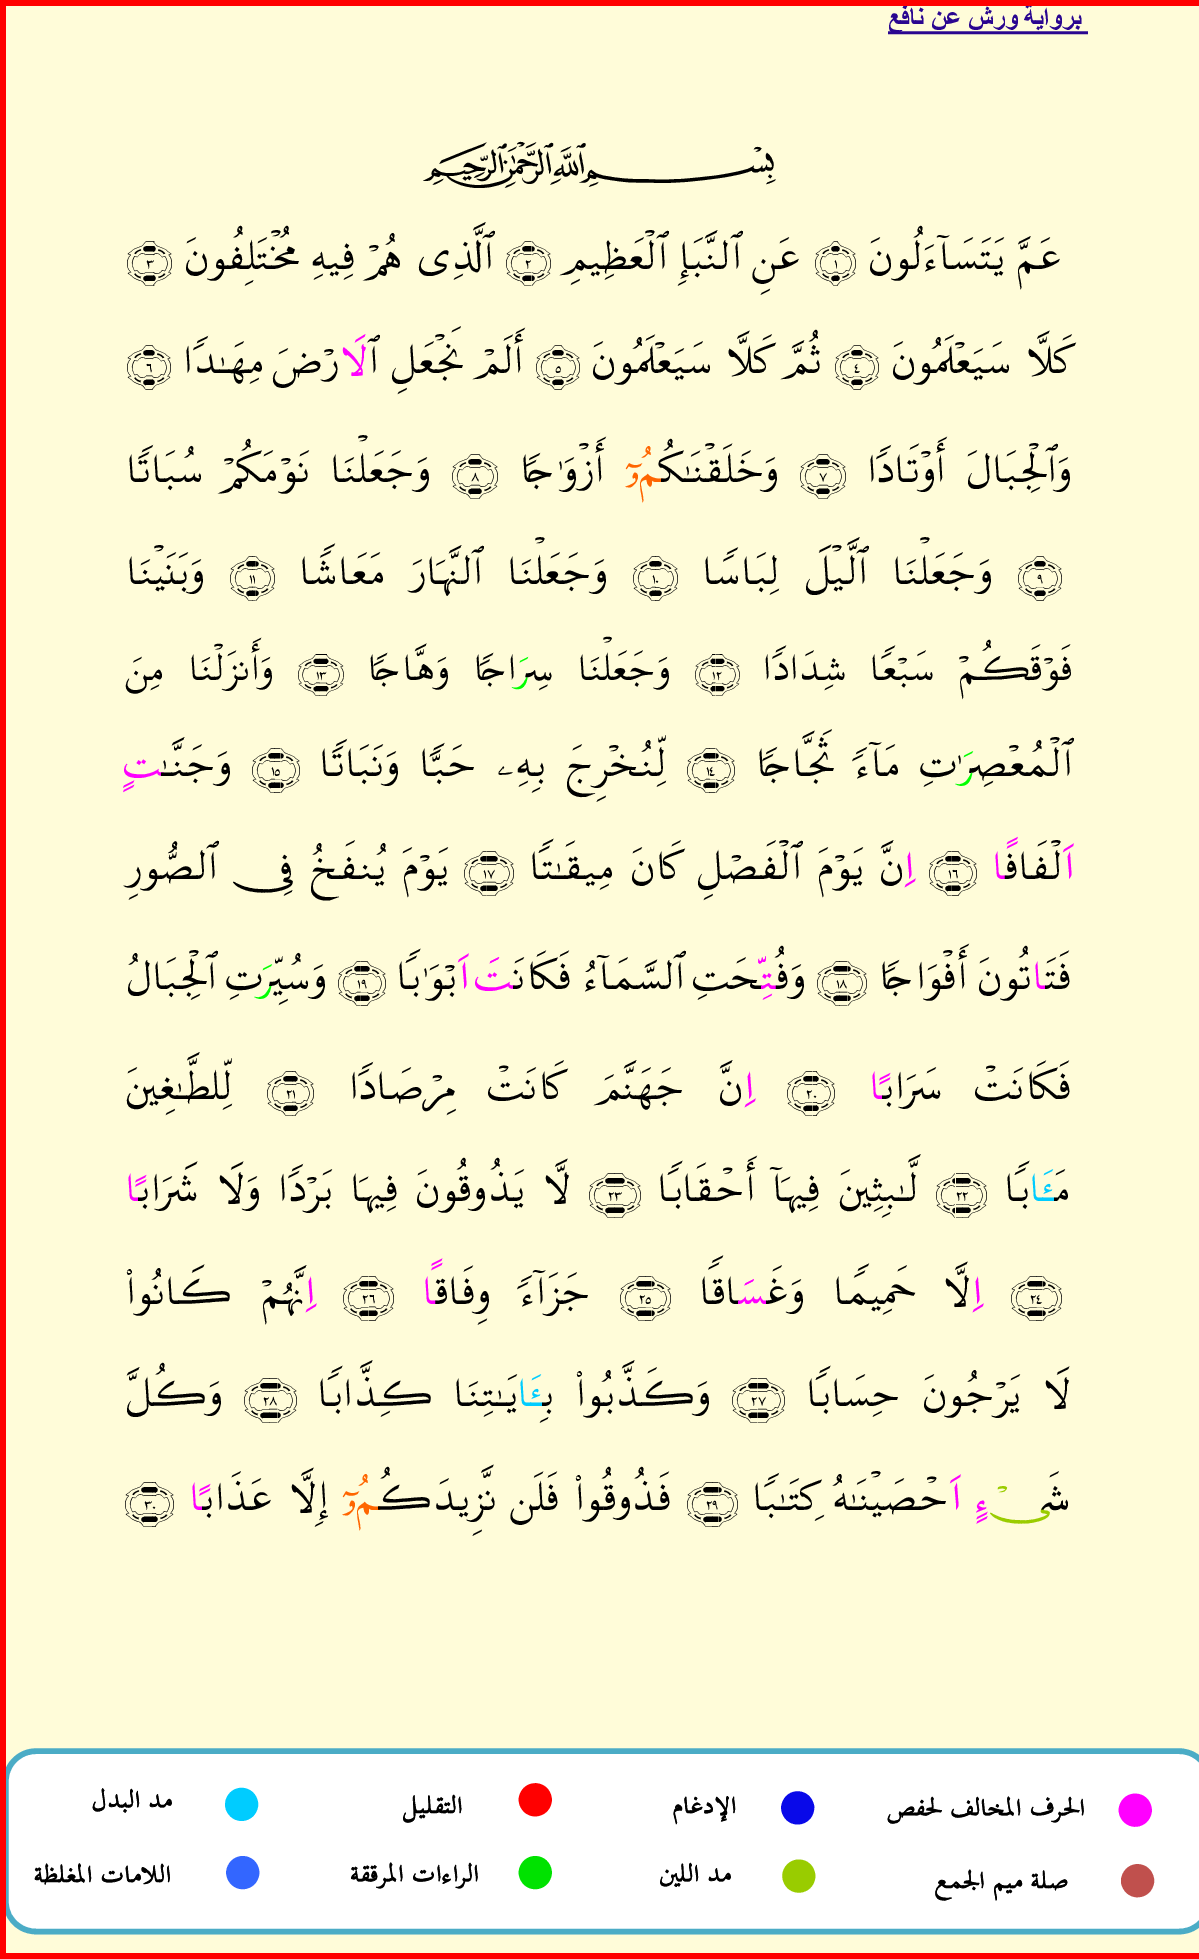 برواية ورش عن نافع
بِسْمِ ٱللَّهِ ٱلرَّحْمَٰنِ ٱلرَّحِيمِ
عَمَّ يَتَسَآءَلُونَ ١ عَنِ ٱلنَّبَإِ ٱلْعَظِيمِ ٢ ٱلَّذِى هُمْ فِيهِ مُخْتَلِفُونَ ٣
كَلَّا سَيَعْلَمُونَ ٤ ثُمَّ كَلَّا سَيَعْلَمُونَ ٥ أَلَمْ نَجْعَلِ ٱلَارْضَ مِهَٰدًا ٦
وَٱلْجِبَالَ أَوْتَادًا ٧ وَخَلَقْنَٰكُمُۥٓ أَزْوَٰجًا ٨ وَجَعَلْنَا نَوْمَكُمْ سُبَاتًا
٩ وَجَعَلْنَا ٱلَّيْلَ لِبَاسًا ١٠ وَجَعَلْنَا ٱلنَّهَارَ مَعَاشًا ١١ وَبَنَيْنَا
فَوْقَكُمْ سَبْعًا شِدَادًا ١٢ وَجَعَلْنَا سِرَاجًا وَهَّاجًا ١٣ وَأَنزَلْنَا مِنَ
ٱلْمُعْصِرَٰتِ مَآءً ثَجَّاجًا ١٤ لِّنُخْرِجَ بِهِۦ حَبًّا وَنَبَاتًا ١٥ وَجَنَّٰتٍ
اَلْفَافًا ١٦ اِنَّ يَوْمَ ٱلْفَصْلِ كَانَ مِيقَٰتًا ١٧ يَوْمَ يُنفَخُ فِى ٱلصُّورِ
فَتَاتُونَ أَفْوَاجًا ١٨ وَفُتِّحَتِ ٱلسَّمَآءُ فَكَانَتَ اَبْوَٰبًا ١٩ وَسُيِّرَتِ ٱلْجِبَالُ
فَكَانَتْ سَرَابًا ٢٠ اِنَّ جَهَنَّمَ كَانَتْ مِرْصَادًا ٢١ لِّلطَّٰغِينَ
مَـَٔابًا ٢٢ لَّٰبِثِينَ فِيهَآ أَحْقَابًا ٢٣ لَّا يَذُوقُونَ فِيهَا بَرْدًا وَلَا شَرَابًا
٢٤ اِلَّا حَمِيمًا وَغَسَاقًا ٢٥ جَزَآءً وِفَاقًا ٢٦ اِنَّهُمْ كَانُوا۟
لَا يَرْجُونَ حِسَابًا ٢٧ وَكَذَّبُوا۟ بِـَٔايَٰتِنَا كِذَّابًا ٢٨ وَكُلَّ
شَىْءٍ اَحْصَيْنَٰهُ كِتَٰبًا ٢٩ فَذُوقُوا۟ فَلَن نَّزِيدَكُمُۥٓ إِلَّا عَذَابًا ٣٠
الحرف المخالف لحفص الإدغام التقليل مد البدل
صلة ميم الجمع مد اللين الراءات المرققة اللامات المغلظة